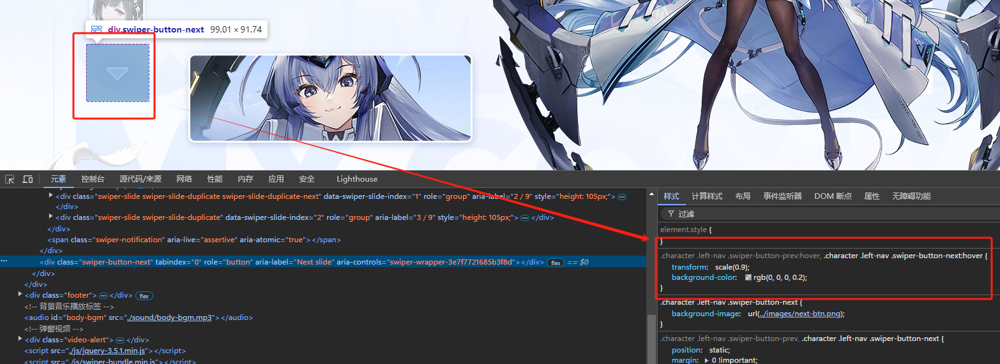 div.swiper-button-next 99.01 × 91.74
元素 控制台 源代码/来源 网络 性能 内存 应用 安全 Lighthouse
<div class="swiper-slide swiper-slide-duplicate swiper-slide-duplicate-next" data-swiper-slide-index="1" role="group" aria-label="2 / 9" style="height: 105px;">
</div>
<div class="swiper-slide swiper-slide-duplicate" data-swiper-slide-index="2" role="group" aria-label="3 / 9" style="height: 105px;"> ⋯ </div>
</div>
<span class="swiper-notification" aria-live="assertive" aria-atomic="true"></span>
</div>
<div class="swiper-button-next" tabindex="0" role="button" aria-label="Next slide" aria-controls="swiper-wrapper-3e7f7721685b3f8d"></div> flex == $0
</div>
</div>
<div class="footer"> ⋯ </div> flex
<!-- 背景音乐播放标签 -->
<audio id="body-bgm" src="./sound/body-bgm.mp3"></audio>
<!-- 弹窗视频 -->
<div class="video-alert"> ⋯ </div>
<script src="./js/jquery-3.5.1.min.js"></script>
<script src="./js/swiper-bundle.min.js"></script>
样式 计算样式 布局 事件监听器 DOM 断点 属性 无障碍功能
过滤
element.style {
}
.character .left-nav .swiper-button-prev:hover, .character .left-nav .swiper-button-next:hover {
transform: scale(0.9);
background-color: rgb(0, 0, 0, 0.2);
}
.character .left-nav .swiper-button-next {
background-image: url(../images/next-btn.png);
}
.character .left-nav .swiper-button-prev, .character .left-nav .swiper-button-next {
position: static;
margin: 0 !important;